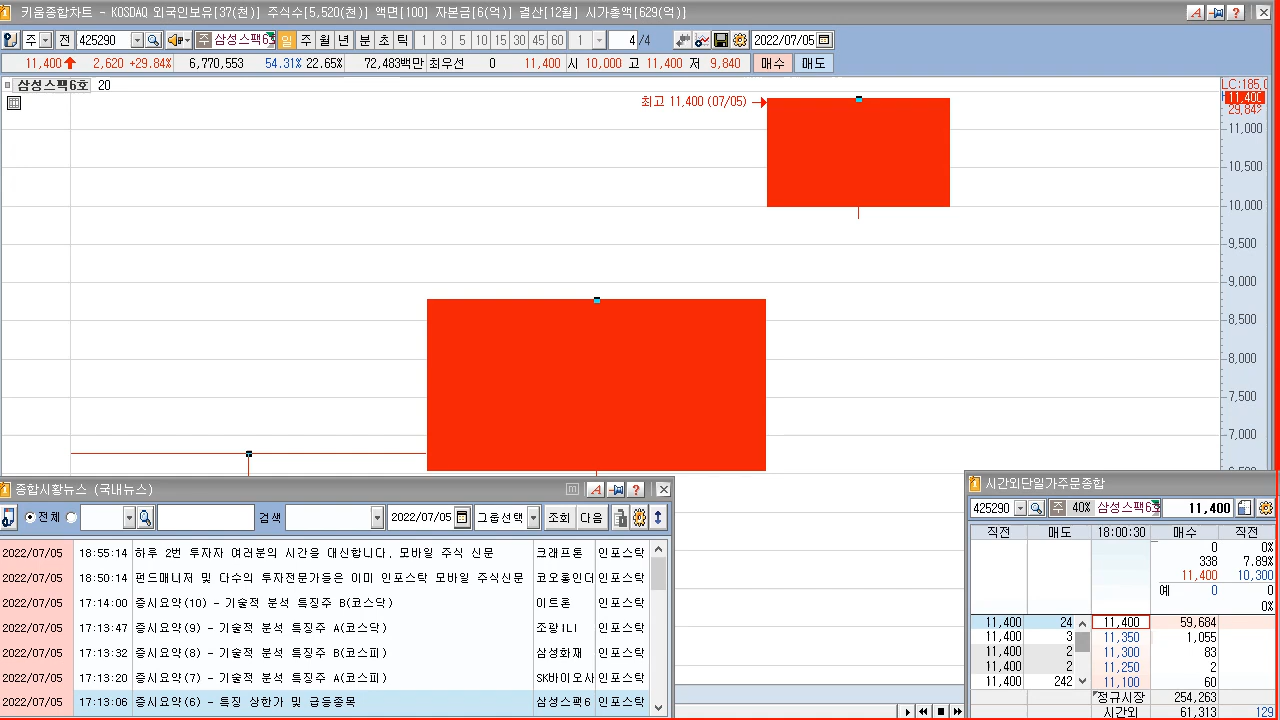 키움종합차트 - KOSDAQ 외국인보유[37(천)] 주식수[5,520(천)] 액면[100] 자본금[6(억)] 결산[12월] 시가총액[629(억)]
주 전 425290 주 삼성스팩6호 일 주 월 년 분 초 틱 1 3 5 10 15 30 45 60 1 4 /4 2022/07/05
11,400 2,620 +29.84% 6,770,553 54.31% 22.65% 72,483백만 최우선 0 11,400 시 10,000 고 11,400 저 9,840 매수 매도
삼성스팩6호 20
LC:185,0
최고 11,400 (07/05)
11,400
29.84%
11,000
10,500
10,000
9,500
9,000
8,500
8,000
7,500
7,000
종합시황뉴스 (국내뉴스)
전체 검색 2022/07/05 그룹선택 조회 다음
2022/07/05 18:55:14 하루 2번 투자자 여러분의 시간을 대신합니다. 모바일 주식 신문 크래프톤 인포스탁
2022/07/05 18:50:14 펀드매니저 및 다수의 투자전문가들은 이미 인포스탁 모바일 주식신문 코오롱인더 인포스탁
2022/07/05 17:14:00 증시요약(10) - 기술적 분석 특징주 B(코스닥) 이트론 인포스탁
2022/07/05 17:13:47 증시요약(9) - 기술적 분석 특징주 A(코스닥) 조광ILI 인포스탁
2022/07/05 17:13:32 증시요약(8) - 기술적 분석 특징주 B(코스피) 삼성화재 인포스탁
2022/07/05 17:13:20 증시요약(7) - 기술적 분석 특징주 A(코스피) SK바이오사 인포스탁
2022/07/05 17:13:06 증시요약(6) - 특징 상한가 및 급등종목 삼성스팩6 인포스탁
시간외단일가주문종합
425290 주 40% 삼성스팩6호 11,400
직전 매도 18:00:30 매수 직전
0 0%
338 7.89%
11,400 10,300
예 0 0
0%
11,400 24 11,400 59,684
11,400 3 11,350 1,055
11,400 2 11,300 83
11,400 2 11,250 2
11,400 242 11,100 60
정규시장 254,263
시간외 61,313 129